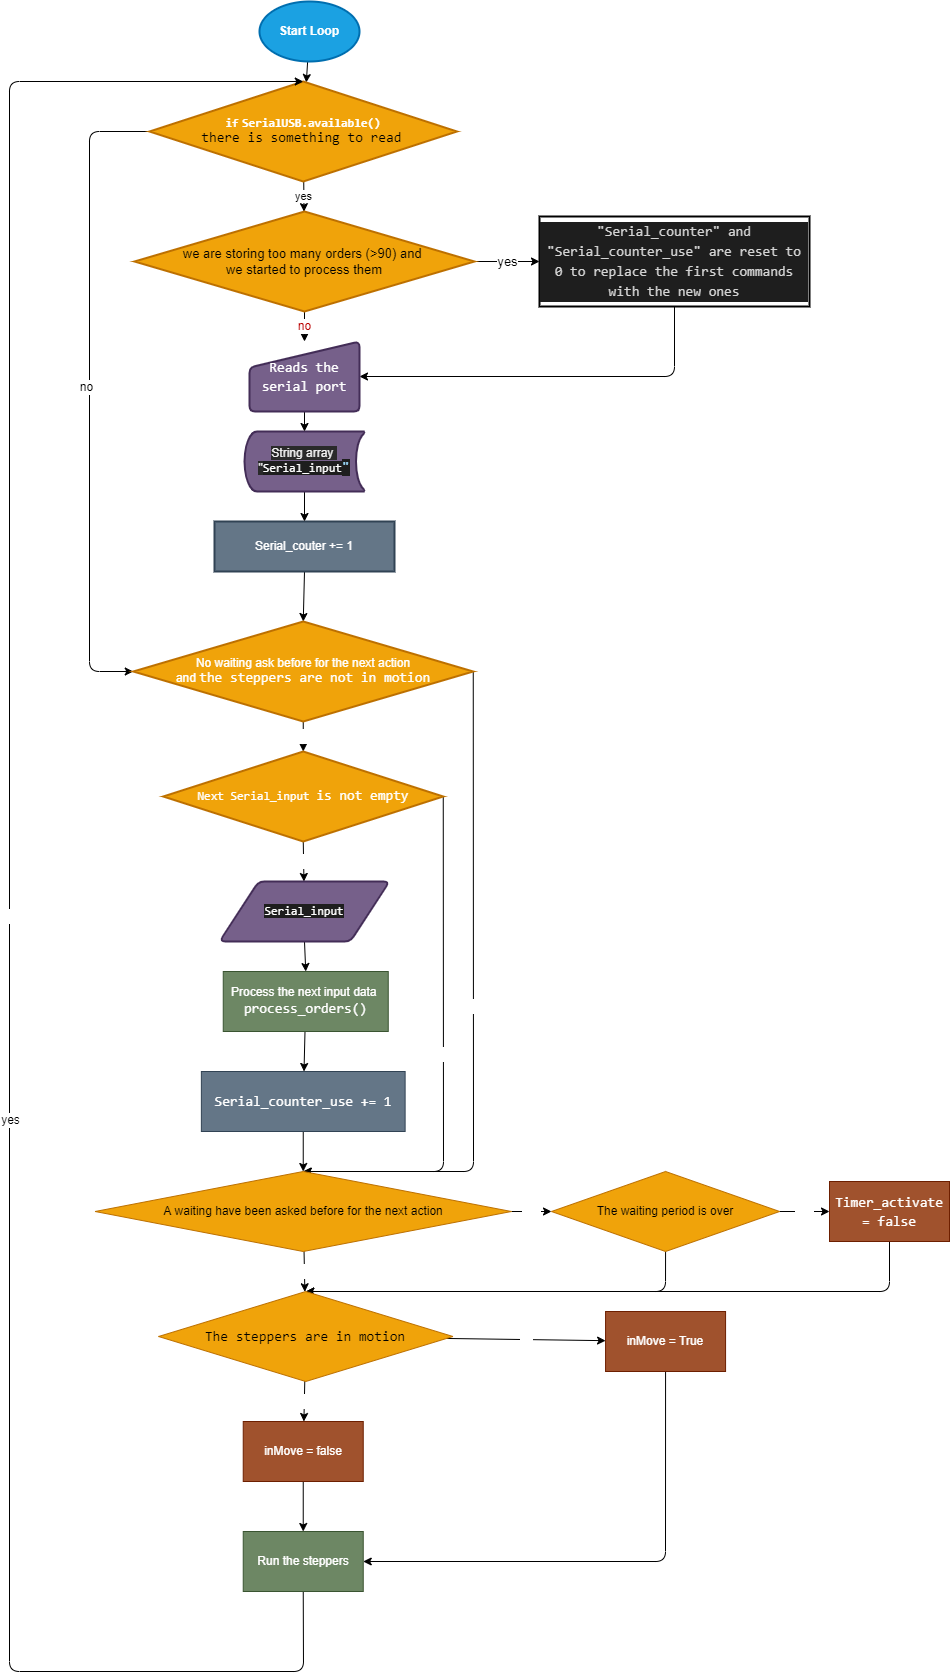 Start Loop
if SerialUSB.available()
there is something to read
yes
we are storing too many orders (>90) and
we started to process them
yes
"Serial_counter" and
"Serial_counter_use" are reset to
0 to replace the first commands
with the new ones
no
Reads the
serial port
no
String array
"Serial_input"
Serial_couter += 1
No waiting ask before for the next action
and the steppers are not in motion
Next Serial_input is not empty
Serial_input
Process the next input data
process_orders()
Serial_counter_use += 1
yes
A waiting have been asked before for the next action
The waiting period is over
Timer_activate
= false
The steppers are in motion
inMove = True
inMove = false
Run the steppers